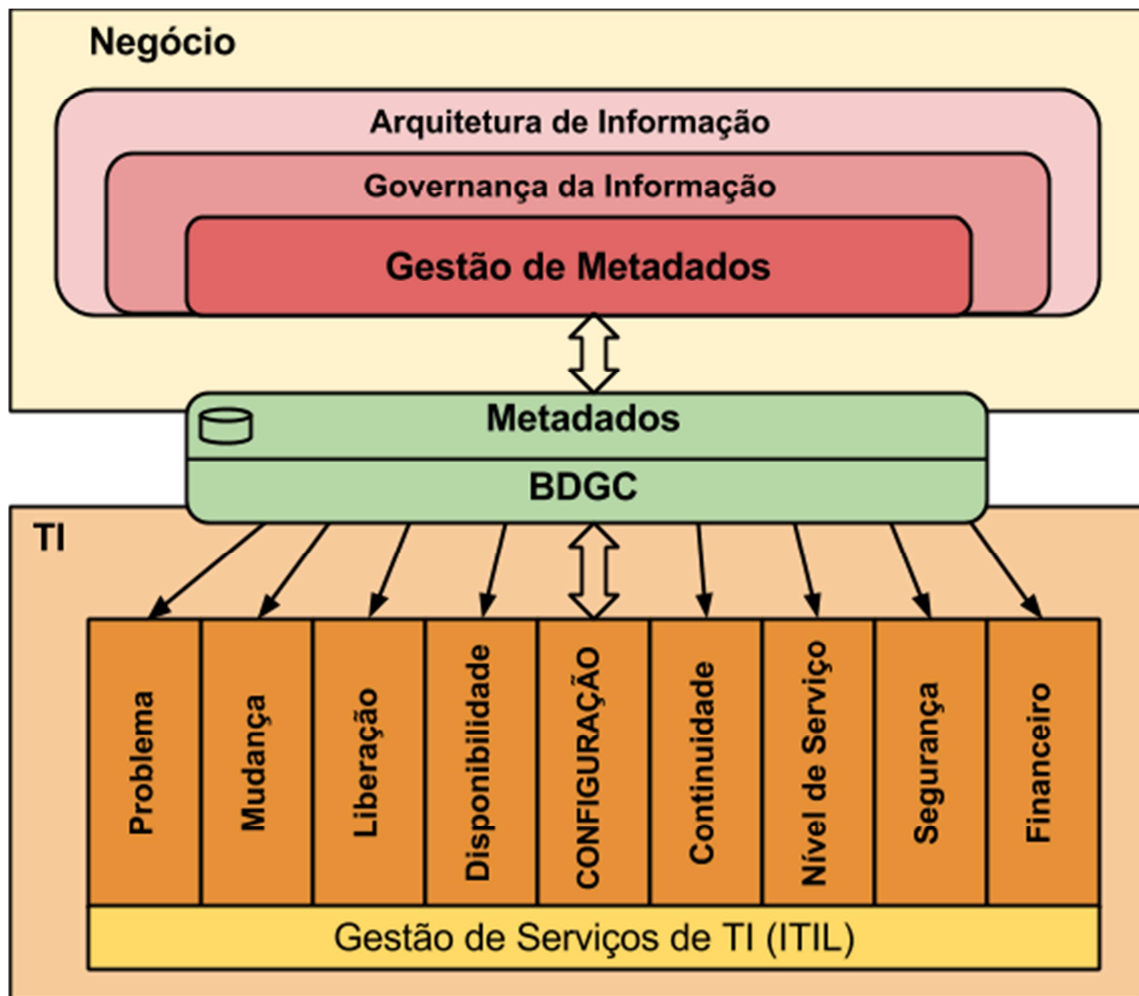 Negócio
Arquitetura de Informação
Governança da Informação
Gestão de Metadados
Metadados
BDGC
TI
Problema
Mudança
Liberação
Disponibilidade
CONFIGURAÇÃO
Continuidade
Nível de Serviço
Segurança
Financeiro
Gestão de Serviços de TI (ITIL)